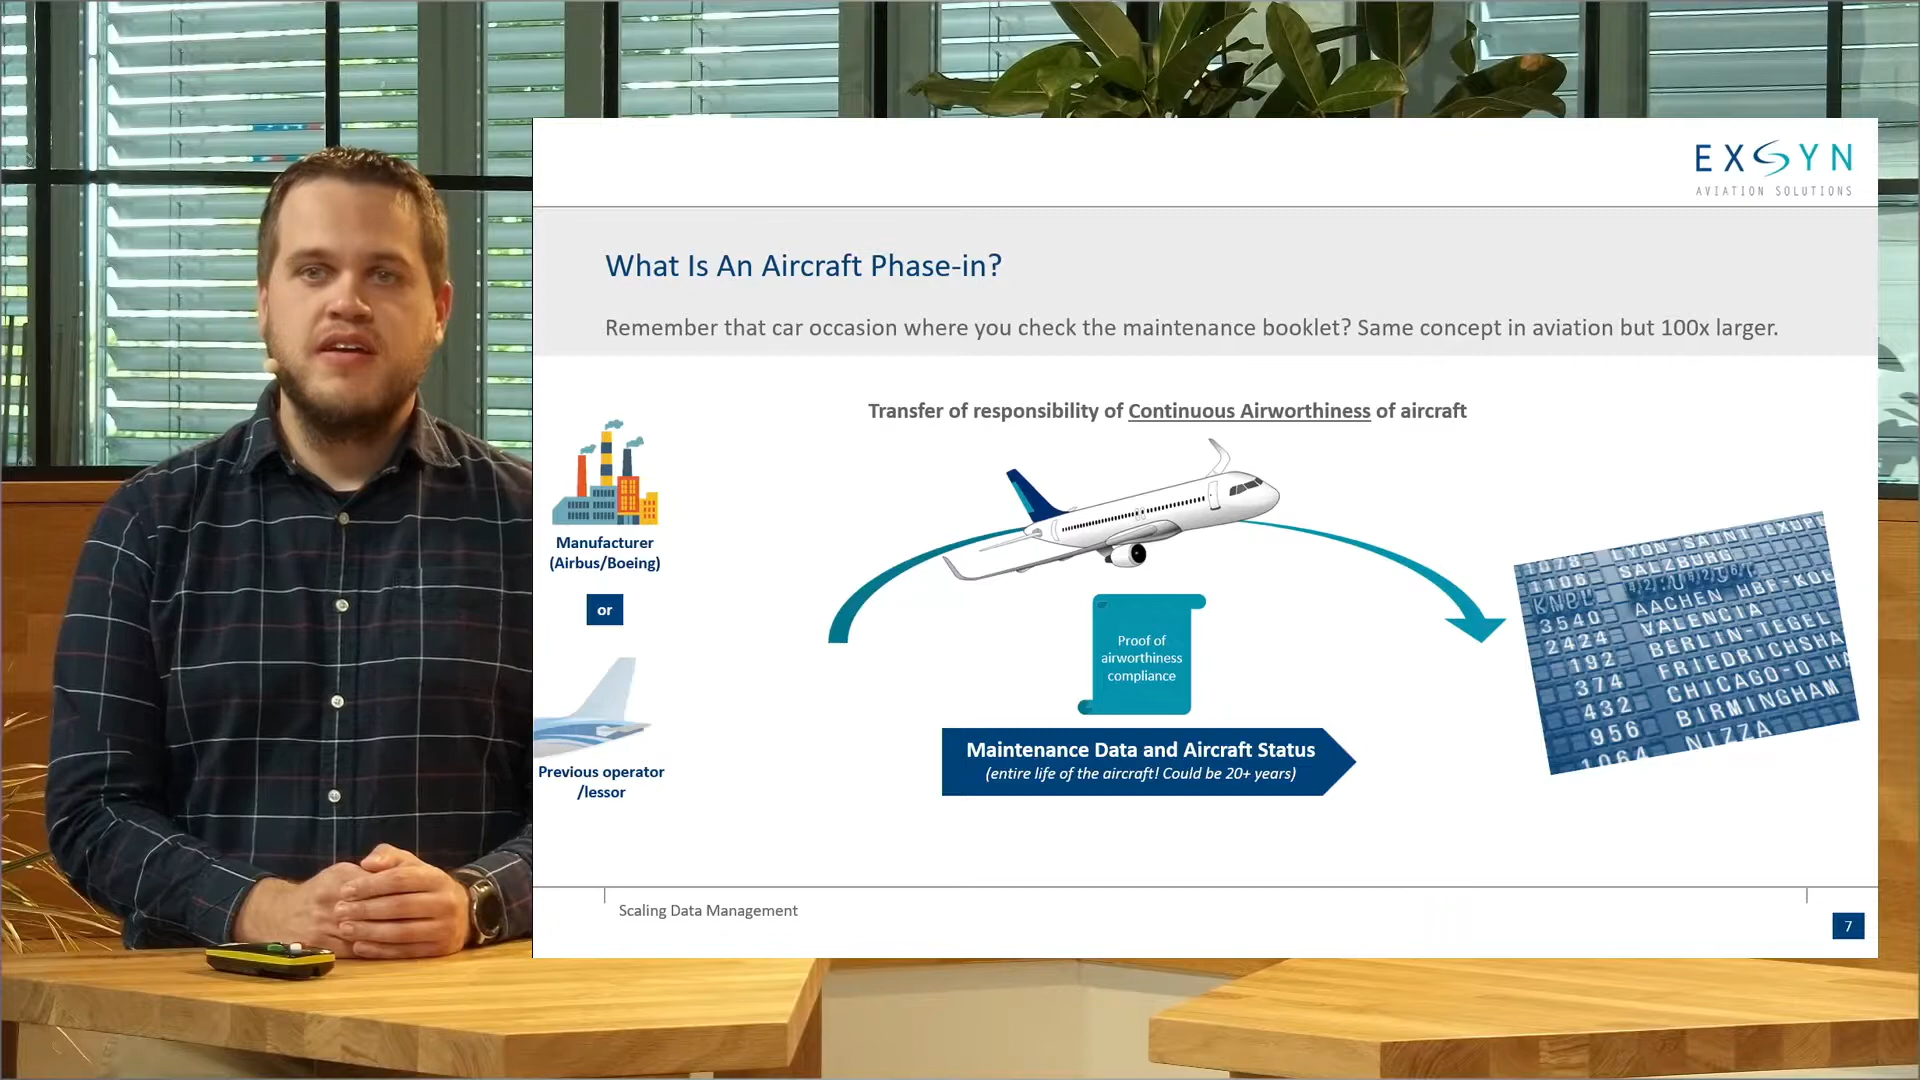 EXSYN
AVIATION SOLUTIONS
What Is An Aircraft Phase-in?
Remember that car occasion where you check the maintenance booklet? Same concept in aviation but 100x larger.
Transfer of responsibility of Continuous Airworthiness of aircraft
Manufacturer
(Airbus/Boeing)
or
Previous operator
/lessor
Proof of
airworthiness
compliance
Maintenance Data and Aircraft Status
(entire life of the aircraft! Could be 20+ years)
1078 LYON-SAINT
1106 SALZBURG
3540 AACHEN HBF
2424 VALENCIA
192 BERLIN-TEGEL
374 FRIEDRICHSHA
432 CHICAGO-O HA
956 BIRMINGHAM
1064 NIZZA
Scaling Data Management
7